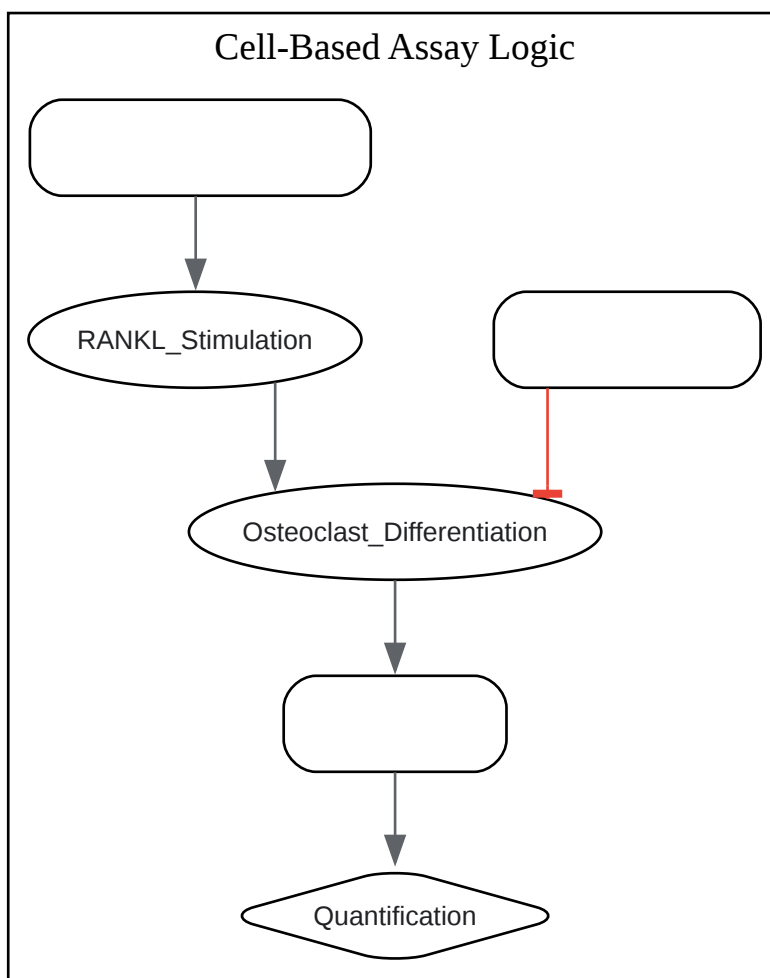 Cell-Based Assay Logic
RANKL_Stimulation
Osteoclast_Differentiation
Quantification